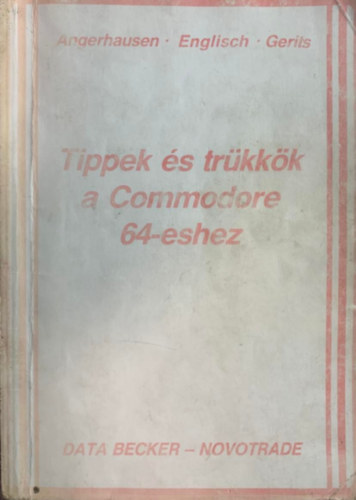 Angerhausen · Englisch · Gerits
Tippek és trükkök
a Commodore
64-eshez
DATA BECKER – NOVOTRADE